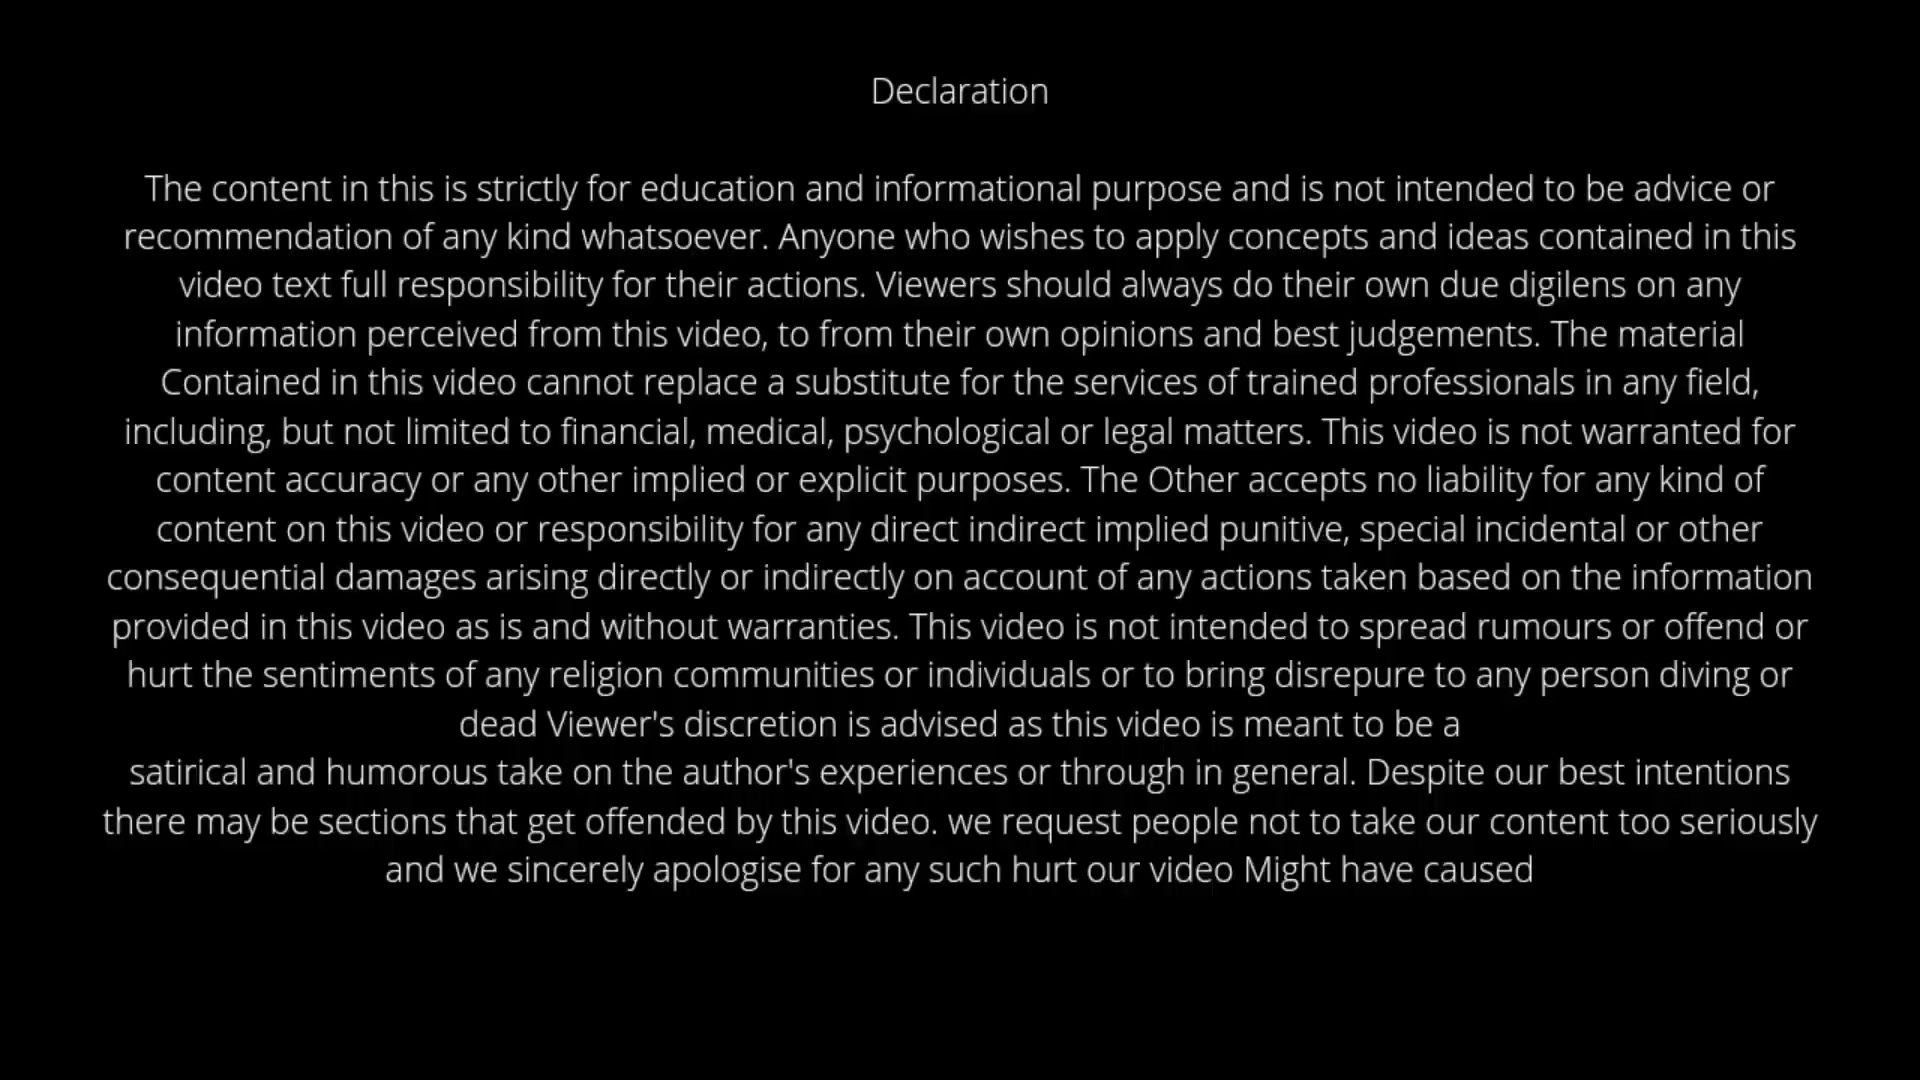 Declaration
The content in this is strictly for education and informational purpose and is not intended to be advice or
recommendation of any kind whatsoever. Anyone who wishes to apply concepts and ideas contained in this
video text full responsibility for their actions. Viewers should always do their own due digilens on any
information perceived from this video, to from their own opinions and best judgements. The material
Contained in this video cannot replace a substitute for the services of trained professionals in any field,
including, but not limited to financial, medical, psychological or legal matters. This video is not warranted for
content accuracy or any other implied or explicit purposes. The Other accepts no liability for any kind of
content on this video or responsibility for any direct indirect implied punitive, special incidental or other
consequential damages arising directly or indirectly on account of any actions taken based on the information
provided in this video as is and without warranties. This video is not intended to spread rumours or offend or
hurt the sentiments of any religion communities or individuals or to bring disrepure to any person diving or
dead Viewer's discretion is advised as this video is meant to be a
satirical and humorous take on the author's experiences or through in general. Despite our best intentions
there may be sections that get offended by this video. we request people not to take our content too seriously
and we sincerely apologise for any such hurt our video Might have caused